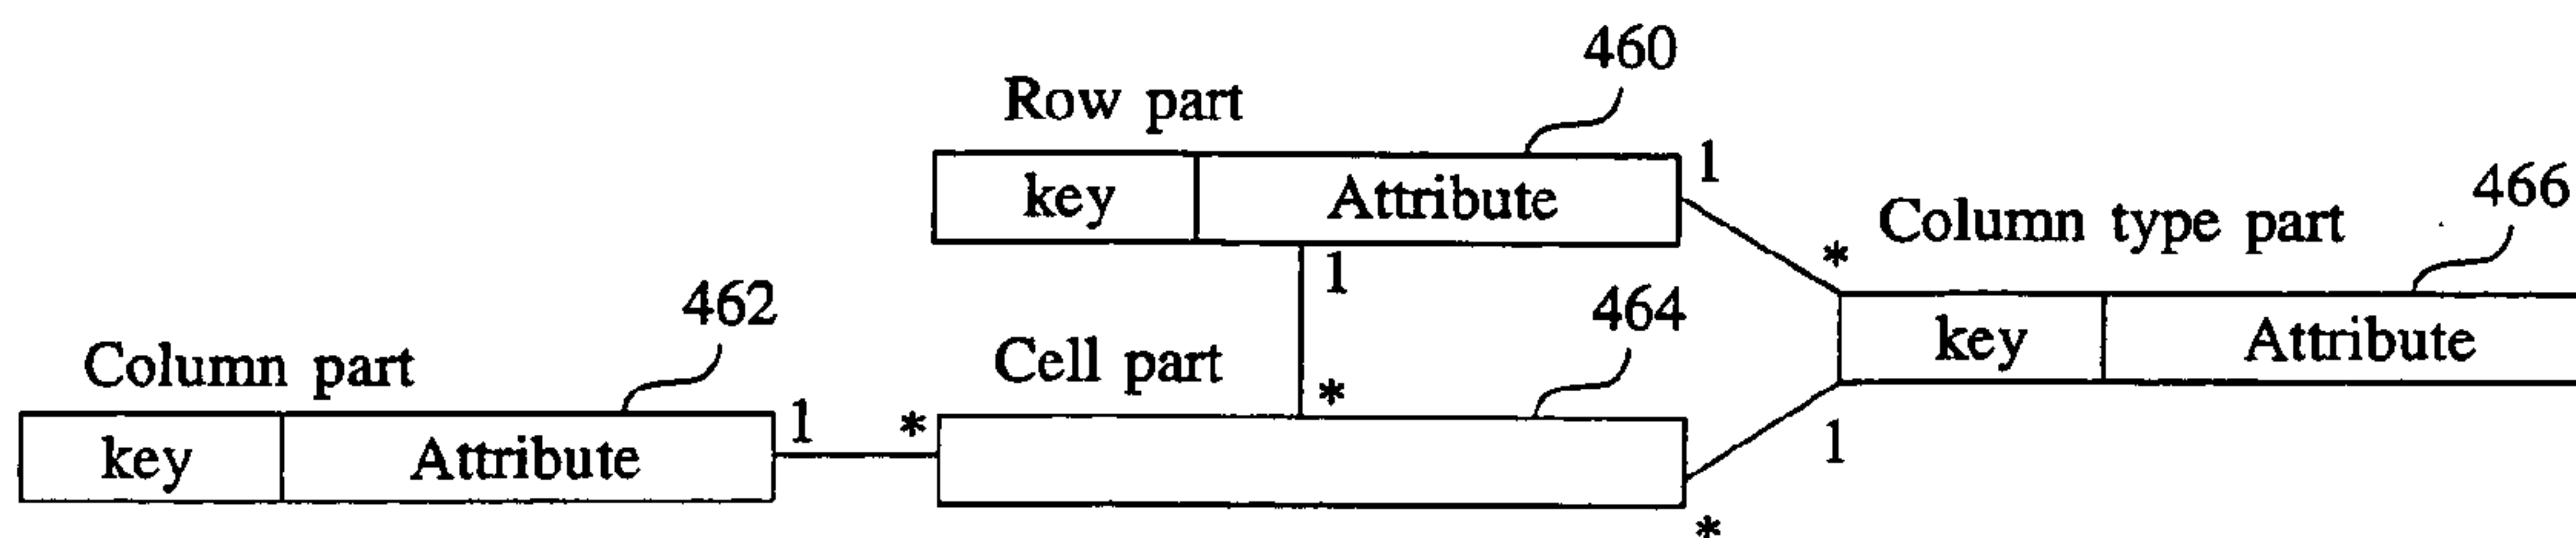 460
Row part
key Attribute
1
466
Column type part
*
key Attribute
1
462
464
Column part
Cell part
*
key Attribute
1
*
1
*